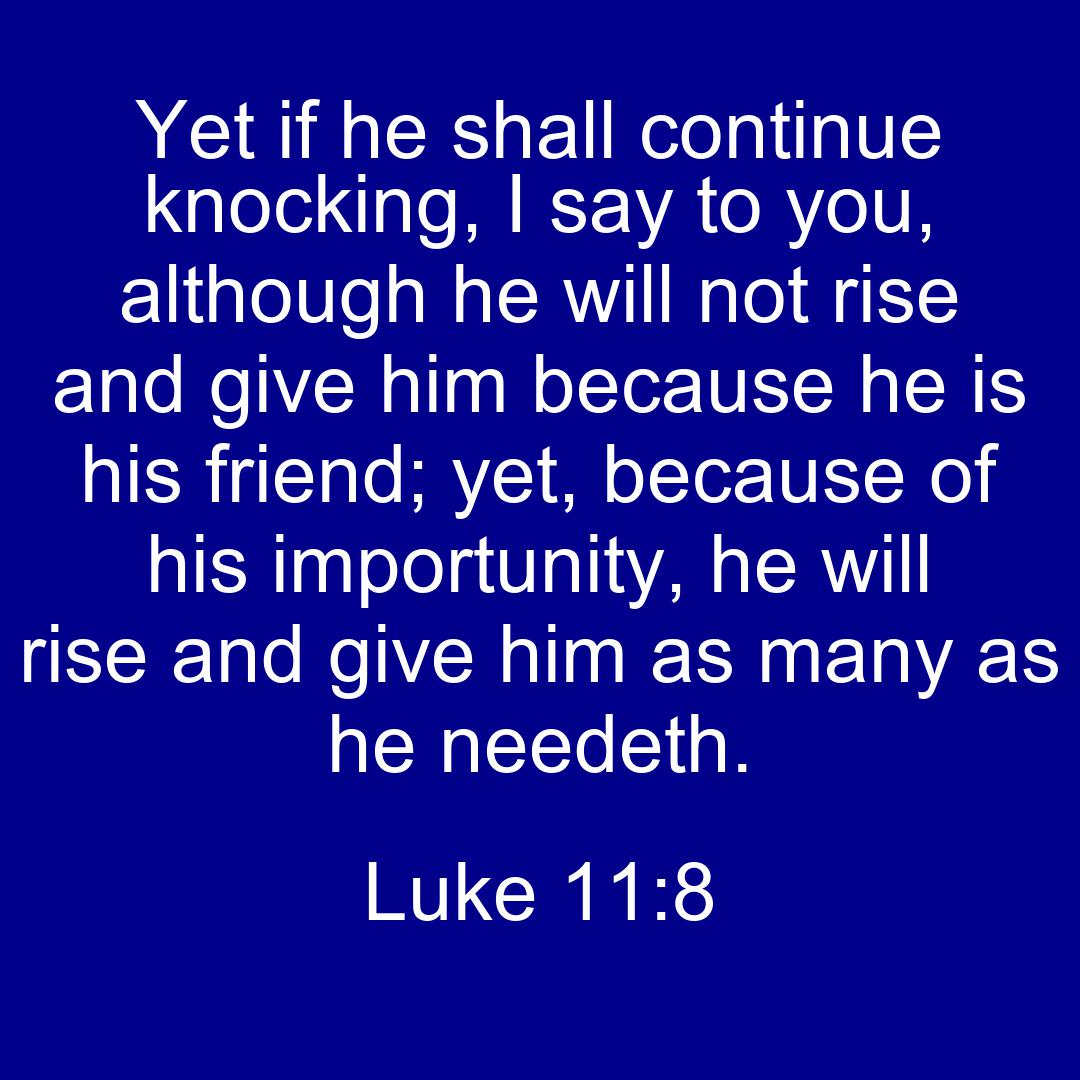 Yet if he shall continue
knocking, I say to you,
although he will not rise
and give him because he is
his friend; yet, because of
his importunity, he will
rise and give him as many as
he needeth.
Luke 11:8